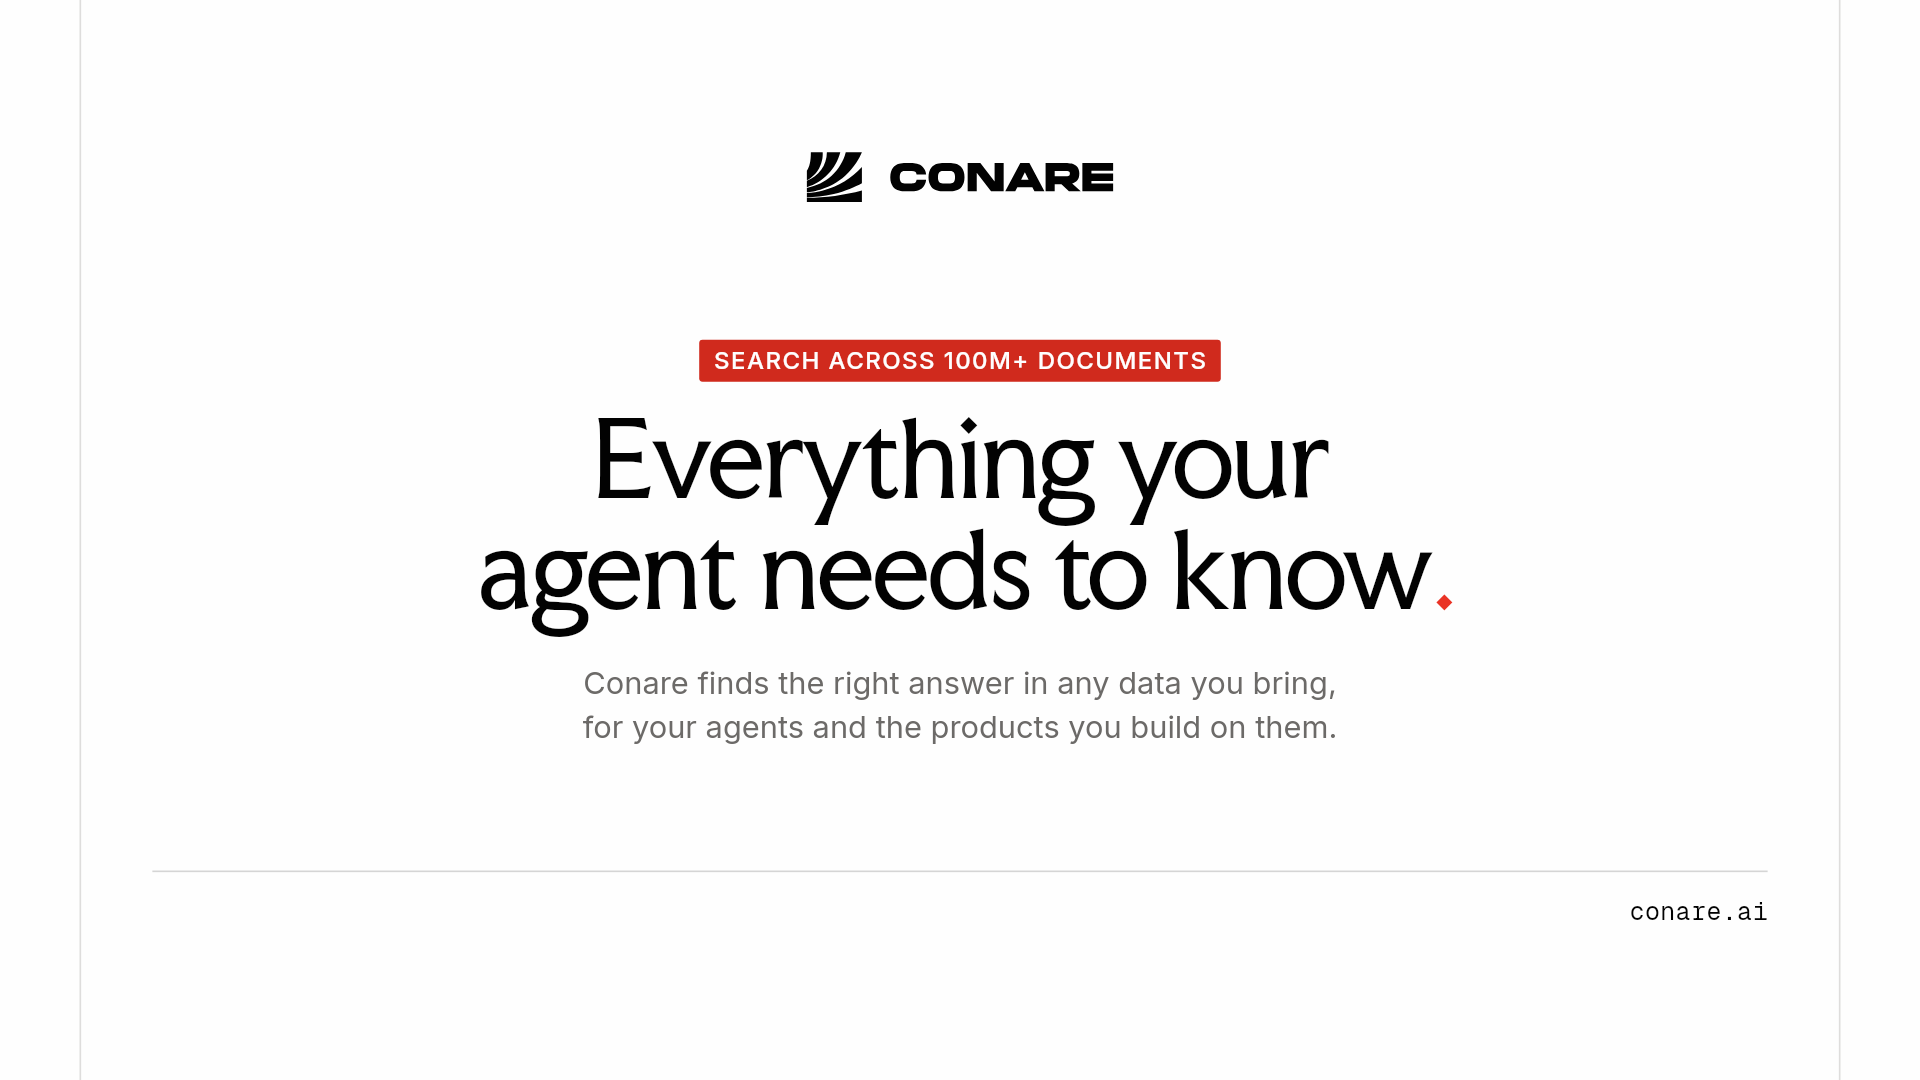 CONARE
SEARCH ACROSS 100M+ DOCUMENTS
Everything your
agent needs to know.
Conare finds the right answer in any data you bring,
for your agents and the products you build on them.
conare.ai